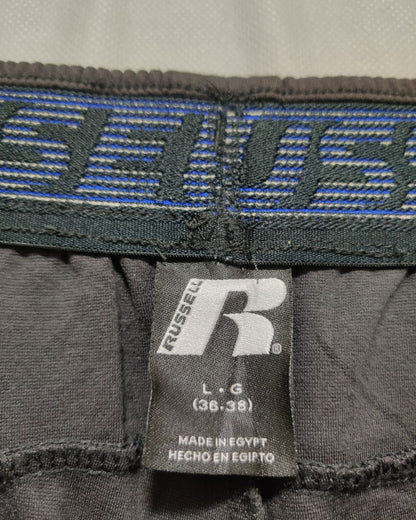 RUSSELL
R®
L • G
(36-38)
MADE IN EGYPT
HECHO EN EGIPTO